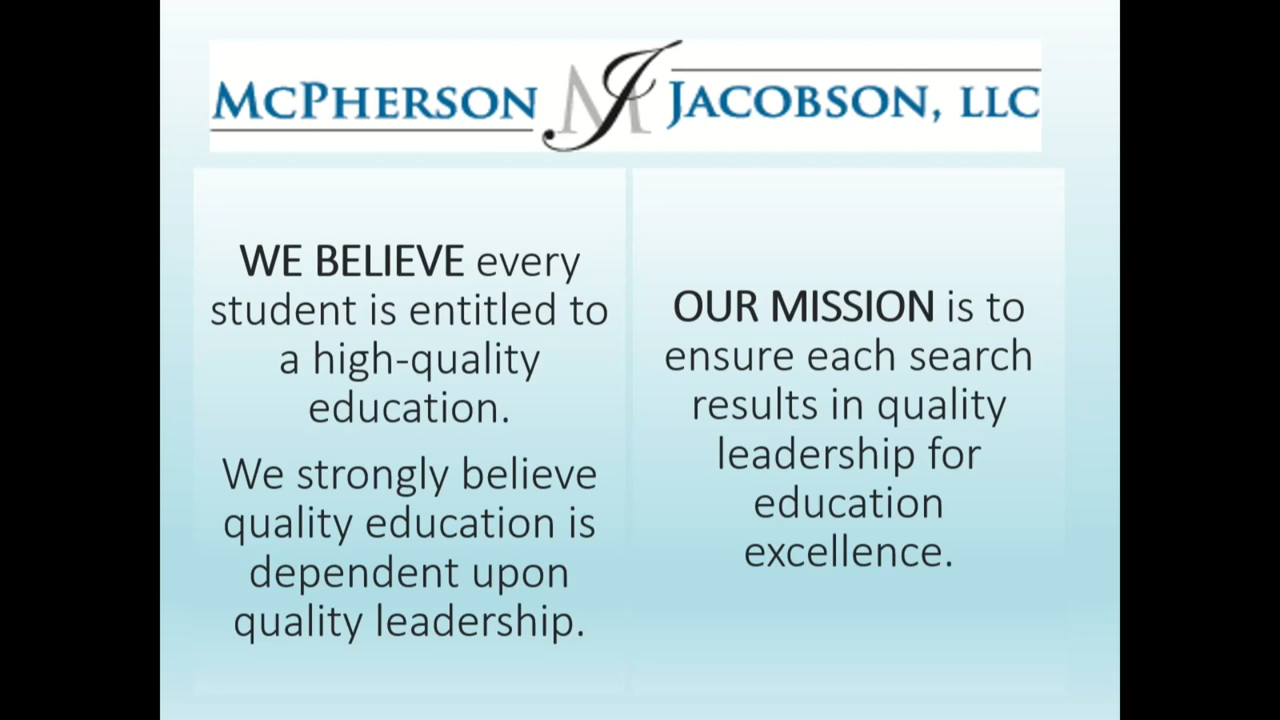 McPHERSON MJ JACOBSON, LLC
WE BELIEVE every
student is entitled to
a high-quality
education.
We strongly believe
quality education is
dependent upon
quality leadership.
OUR MISSION is to
ensure each search
results in quality
leadership for
education
excellence.